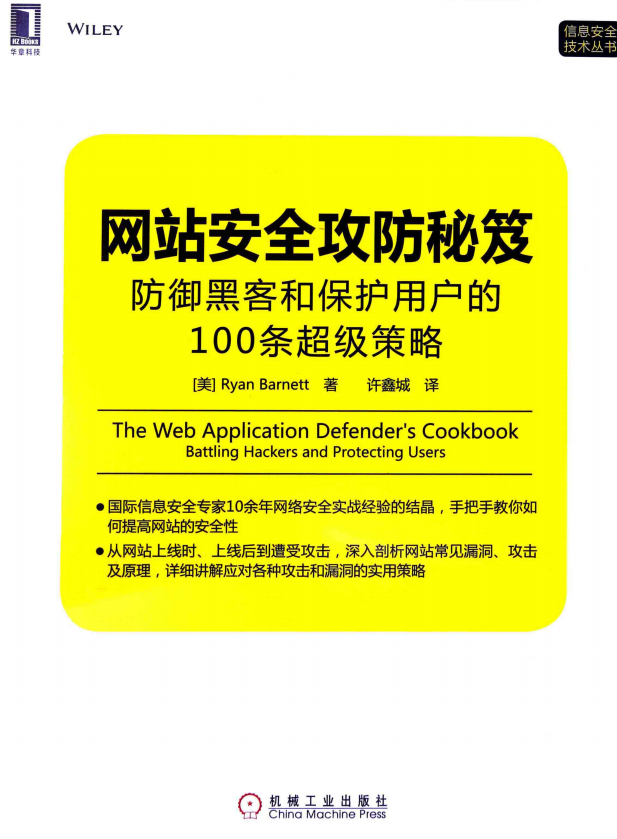 HZ Books
华章科技
WILEY
信息安全
技术丛书
网站安全攻防秘笈
防御黑客和保护用户的
100条超级策略
[美] Ryan Barnett 著 许鑫城 译
The Web Application Defender's Cookbook
Battling Hackers and Protecting Users
●国际信息安全专家10余年网络安全实战经验的结晶，手把手教你如
何提高网站的安全性
●从网站上线时、上线后到遭受攻击，深入剖析网站常见漏洞、攻击
及原理，详细讲解应对各种攻击和漏洞的实用策略
机械工业出版社
China Machine Press